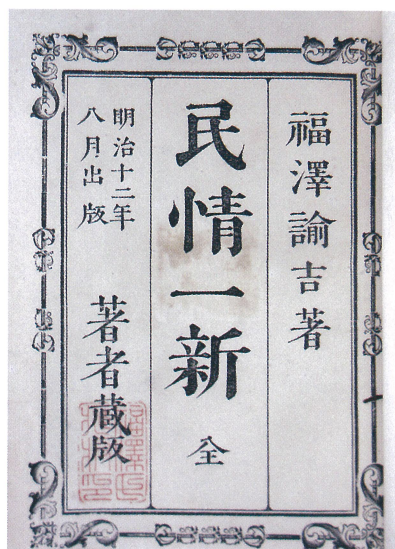 福澤諭吉著
民情一新 全
明治十二年
八月出版
著者蔵版